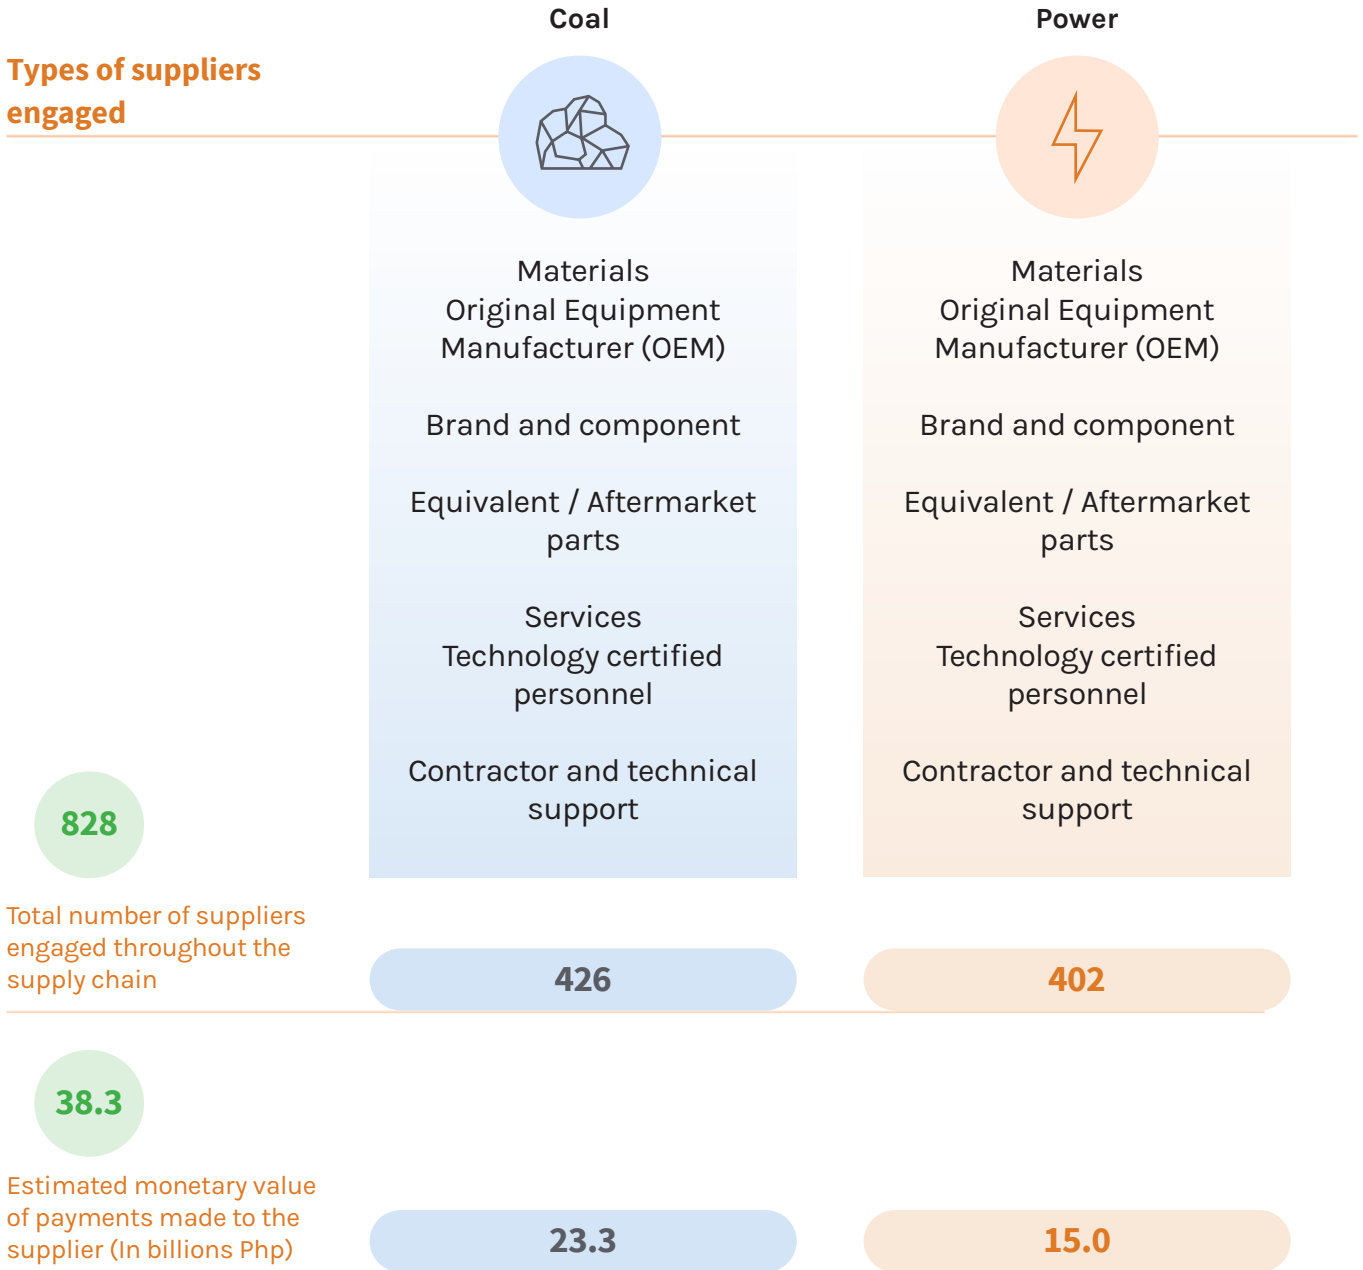 Coal
Power
Types of suppliers
engaged
Materials
Original Equipment
Manufacturer (OEM)
Brand and component
Equivalent / Aftermarket
parts
Services
Technology certified
personnel
Contractor and technical
support
Materials
Original Equipment
Manufacturer (OEM)
Brand and component
Equivalent / Aftermarket
parts
Services
Technology certified
personnel
Contractor and technical
support
828
Total number of suppliers
engaged throughout the
supply chain
426
402
38.3
Estimated monetary value
of payments made to the
supplier (In billions Php)
23.3
15.0